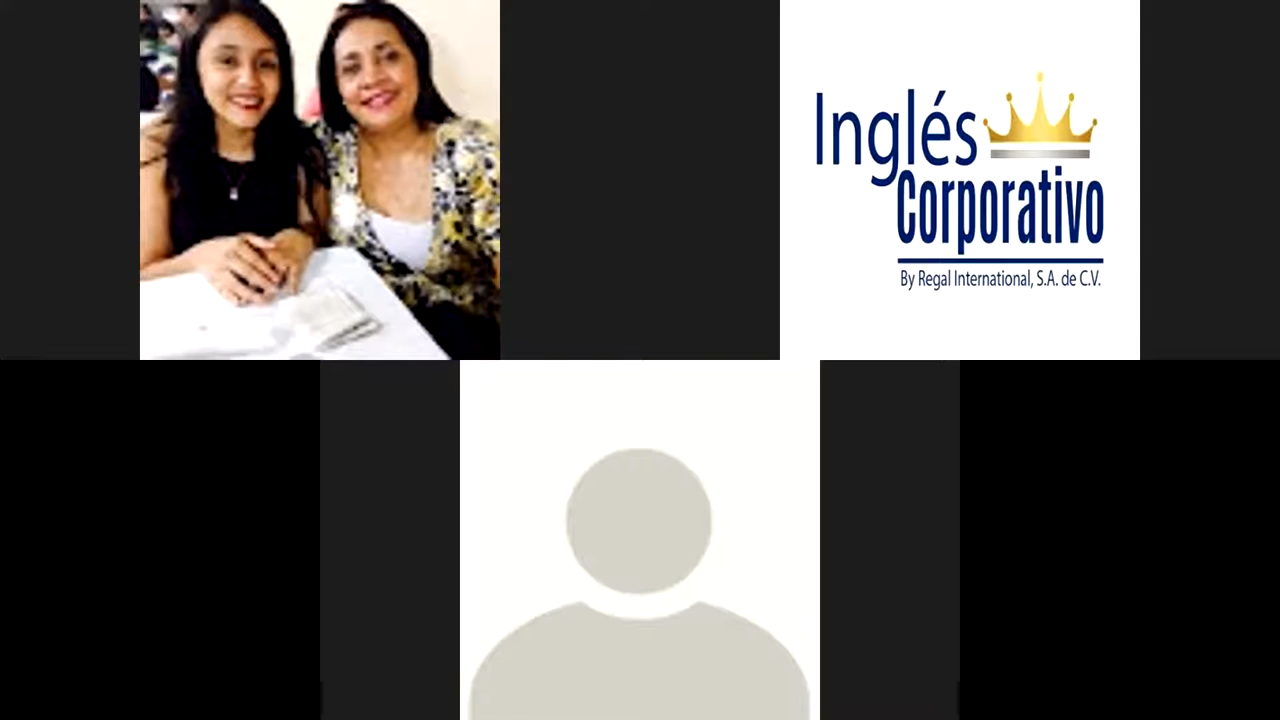 Inglés
Corporativo
By Regal International, S.A. de C.V.